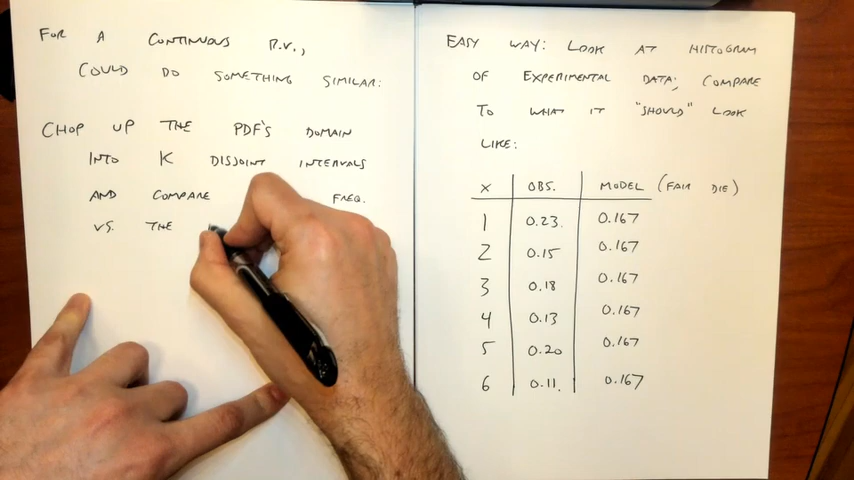 FOR A CONTINUOUS R.V.,
COULD DO SOMETHING SIMILAR:
CHOP UP THE PDF'S DOMAIN
INTO K DISJOINT INTERVALS
AND COMPARE FREQ.
VS. THE
EASY WAY: LOOK AT HISTOGRAM
OF EXPERIMENTAL DATA; COMPARE
TO WHAT IT "SHOULD" LOOK
LIKE:
X OBS. MODEL (FAIR DIE)
1 0.23. 0.167
2 0.15 0.167
3 0.18 0.167
4 0.13 0.167
5 0.20 0.167
6 0.11. 0.167